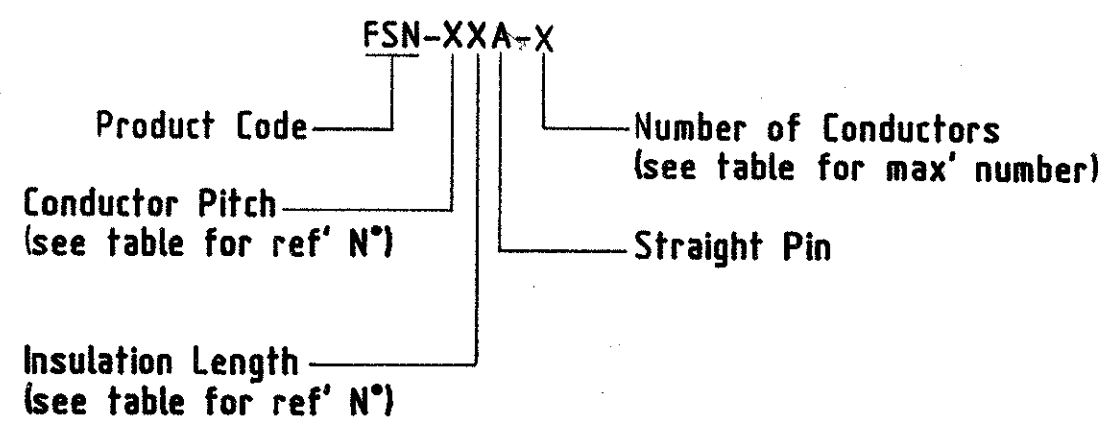 FSN-XXA-X
Product Code
Number of Conductors
(see table for max' number)
Conductor Pitch
(see table for ref' N°)
Straight Pin
Insulation Length
(see table for ref' N°)